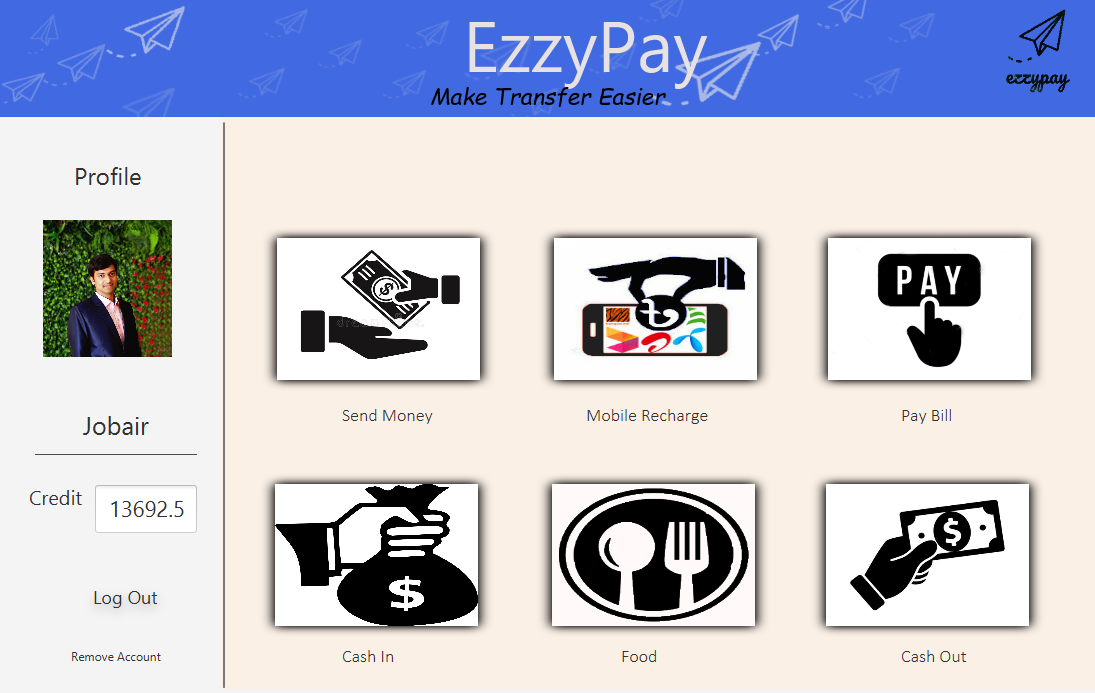 EzzyPay
Make Transfer Easier
ezzypay
Profile
Jobair
Credit 13692.5
Log Out
Remove Account
$
৳
PAY
Send Money
Mobile Recharge
Pay Bill
$
$
Cash In
Food
Cash Out